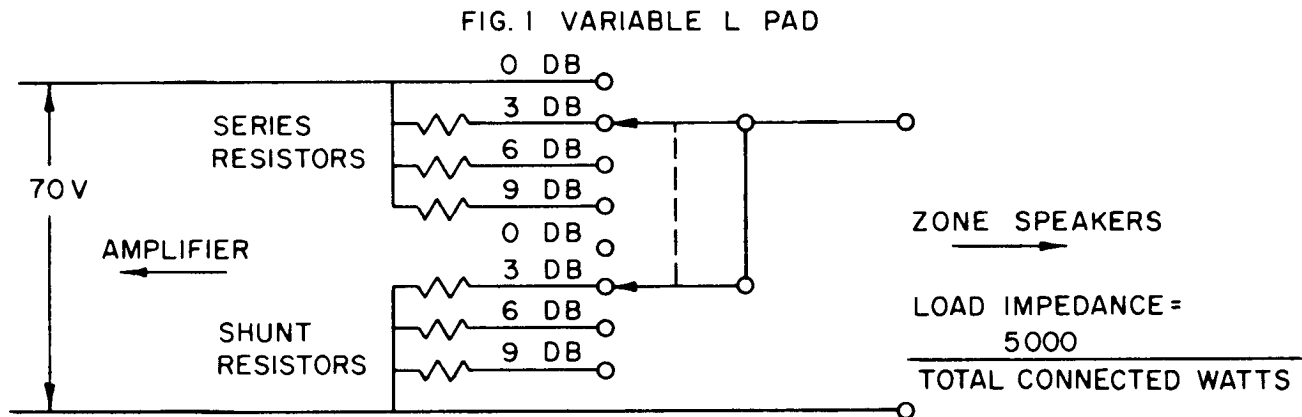 FIG. 1 VARIABLE L PAD
0 DB
3 DB
6 DB
9 DB
SERIES
RESISTORS
70V
AMPLIFIER
0 DB
3 DB
6 DB
9 DB
SHUNT
RESISTORS
ZONE SPEAKERS
LOAD IMPEDANCE =
5000
TOTAL CONNECTED WATTS